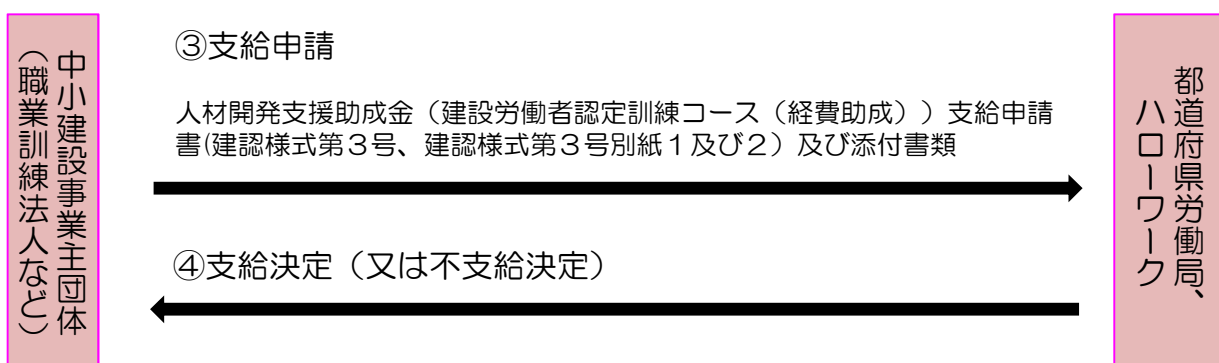 中小建設事業主団体
（職業訓練法人など）
③支給申請
人材開発支援助成金（建設労働者認定訓練コース（経費助成））支給申請
書(建認様式第３号、建認様式第３号別紙１及び２）及び添付書類
④支給決定（又は不支給決定）
都道府県労働局、
ハローワーク